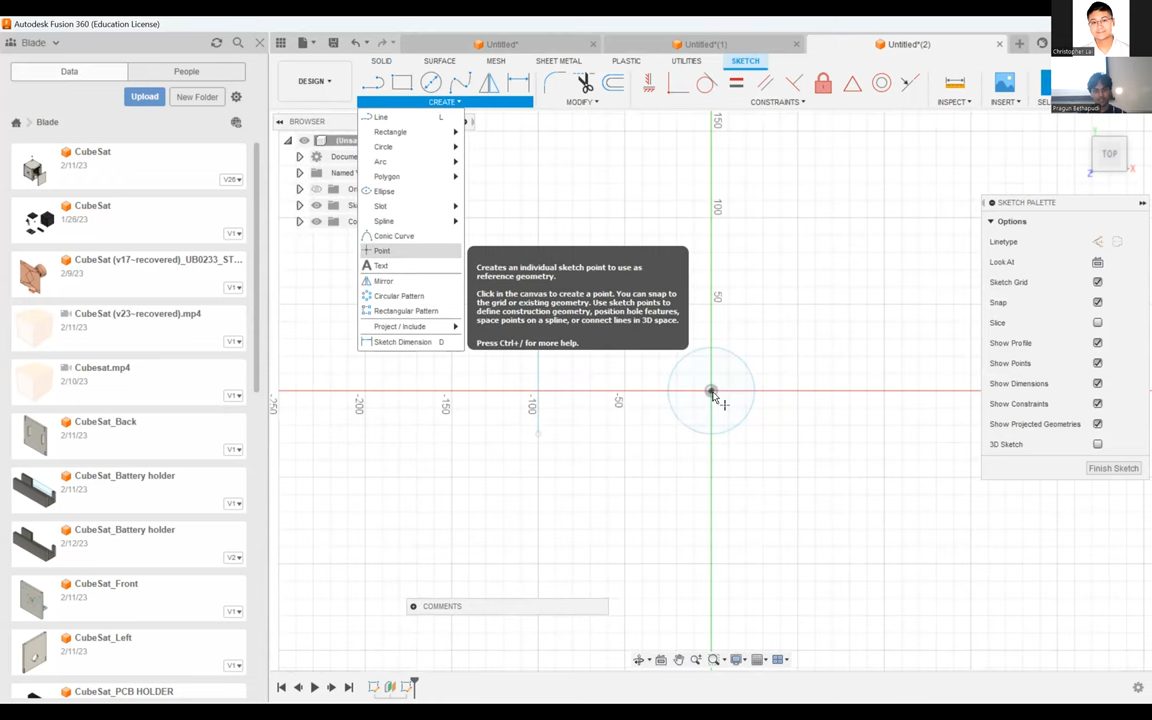 Autodesk Fusion 360 (Education License)
Blade
Untitled*
Untitled*(1)
Untitled*(2)
Christopher Lai
Pragun Bethapudi
Data
People
Upload
New Folder
Blade
DESIGN
SOLID
SURFACE
MESH
SHEET METAL
PLASTIC
UTILITIES
SKETCH
CREATE
MODIFY
CONSTRAINTS
INSPECT
INSERT
BROWSER
Docume
Named
Line L
Rectangle
Circle
Arc
Polygon
Ellipse
Slot
Spline
Conic Curve
Point
Text
Mirror
Circular Pattern
Rectangular Pattern
Project / Include
Sketch Dimension D
Creates an individual sketch point to use as
reference geometry.
Click in the canvas to create a point. You can snap to
the grid or existing geometry. Use sketch points to
define construction geometry, position hole features,
space points on a spline, or connect lines in 3D space.
Press Ctrl+/ for more help.
150
100
50
-250
-200
-150
-100
-50
TOP
X
Z
SKETCH PALETTE
Options
Linetype
Look At
Sketch Grid
Snap
Slice
Show Profile
Show Points
Show Dimensions
Show Constraints
Show Projected Geometries
3D Sketch
Finish Sketch
CubeSat
2/11/23
V26
CubeSat
1/26/23
V1
CubeSat (v17~recovered)_UB0233_ST...
2/9/23
V1
CubeSat (v23~recovered).mp4
2/11/23
V1
Cubesat.mp4
2/10/23
V1
CubeSat_Back
2/11/23
V1
CubeSat_Battery holder
2/11/23
V1
CubeSat_Battery holder
2/12/23
V2
CubeSat_Front
2/11/23
V1
CubeSat_Left
2/11/23
V1
CubeSat_PCB HOLDER
COMMENTS